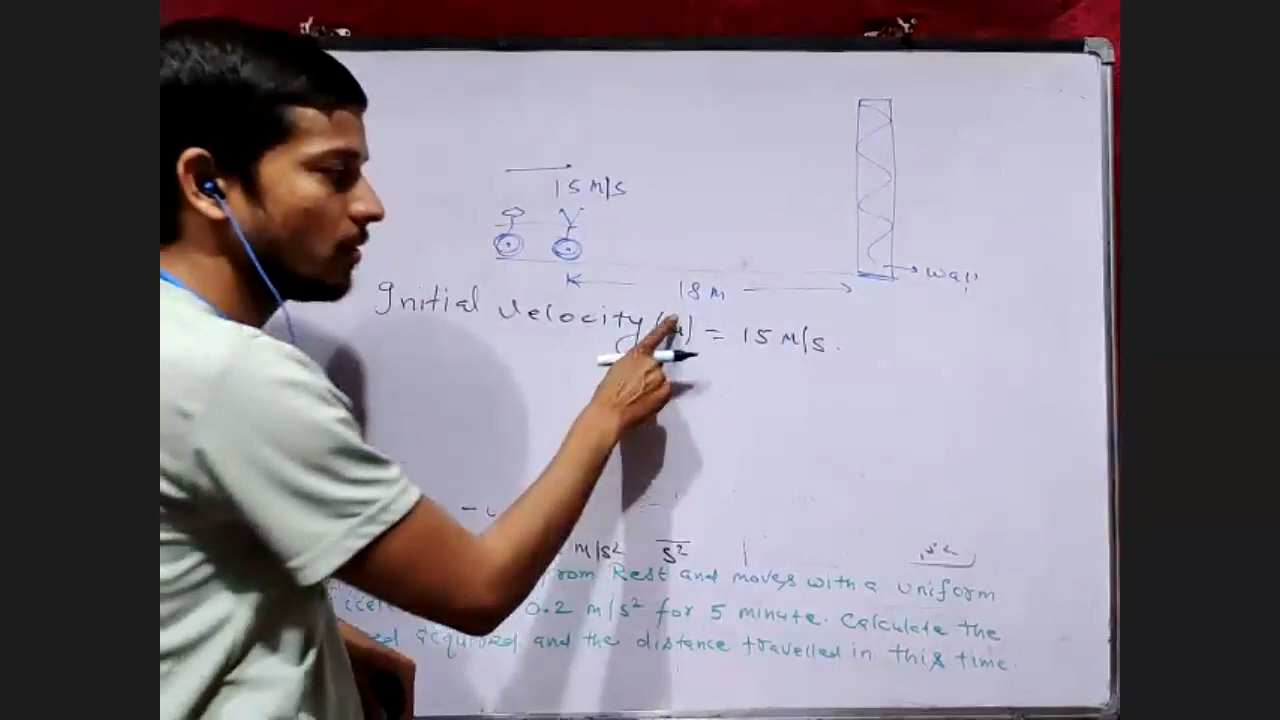 15 m/s
wall
18 m
Initial velocity (u) = 15 m/s.
m/s² s²
from Rest and moves with a uniform
0.2 m/s² for 5 minute. Calculate the
acquired and the distance travelled in this time.